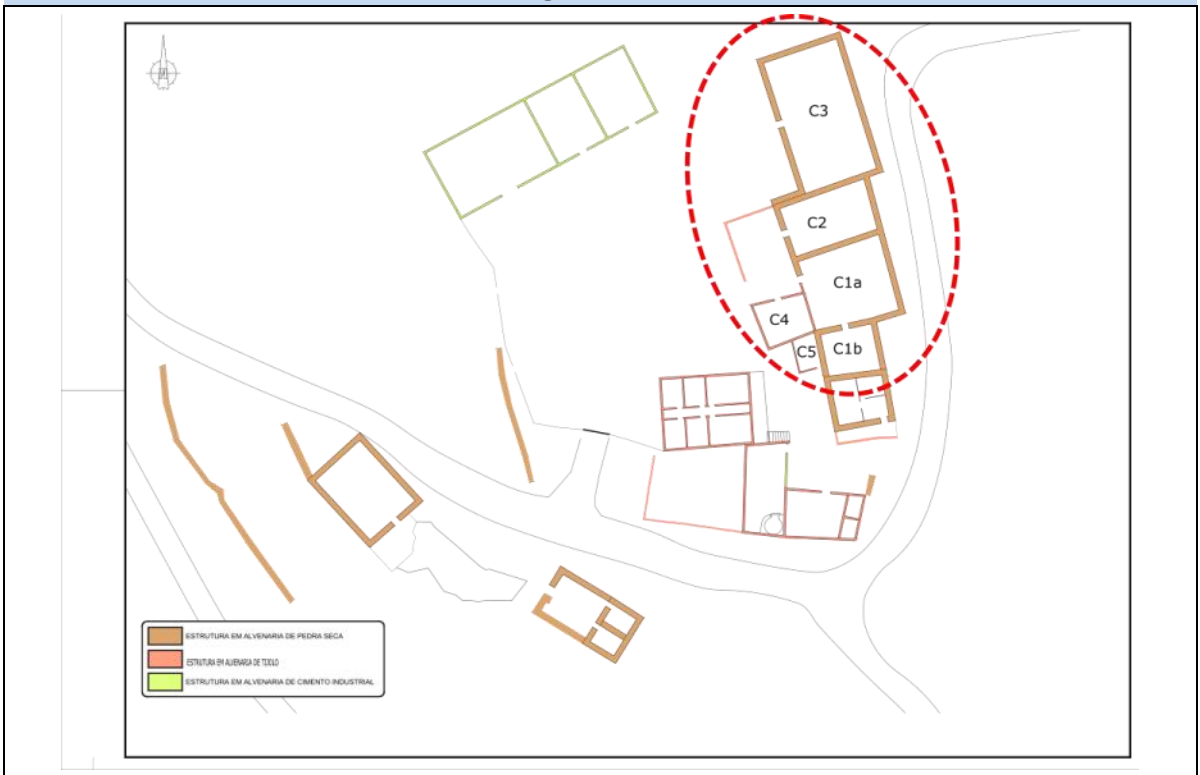 C3
C2
C1a
C4
C5
C1b
ESTRUTURA EM ALVENARIA DE PEDRA SECA
ESTRUTURA EM ALVENARIA DE TIJOLO
ESTRUTURA EM ALVENARIA DE CIMENTO INDUSTRIAL